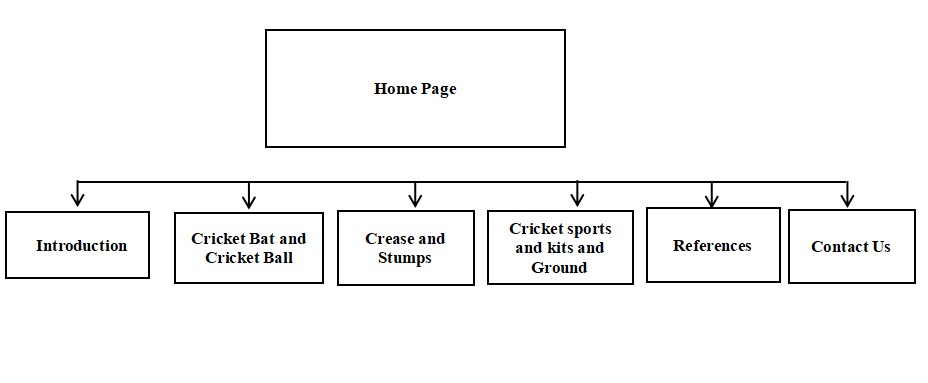 Home Page
Introduction
Cricket Bat and
Cricket Ball
Crease and
Stumps
Cricket sports
and kits and
Ground
References
Contact Us